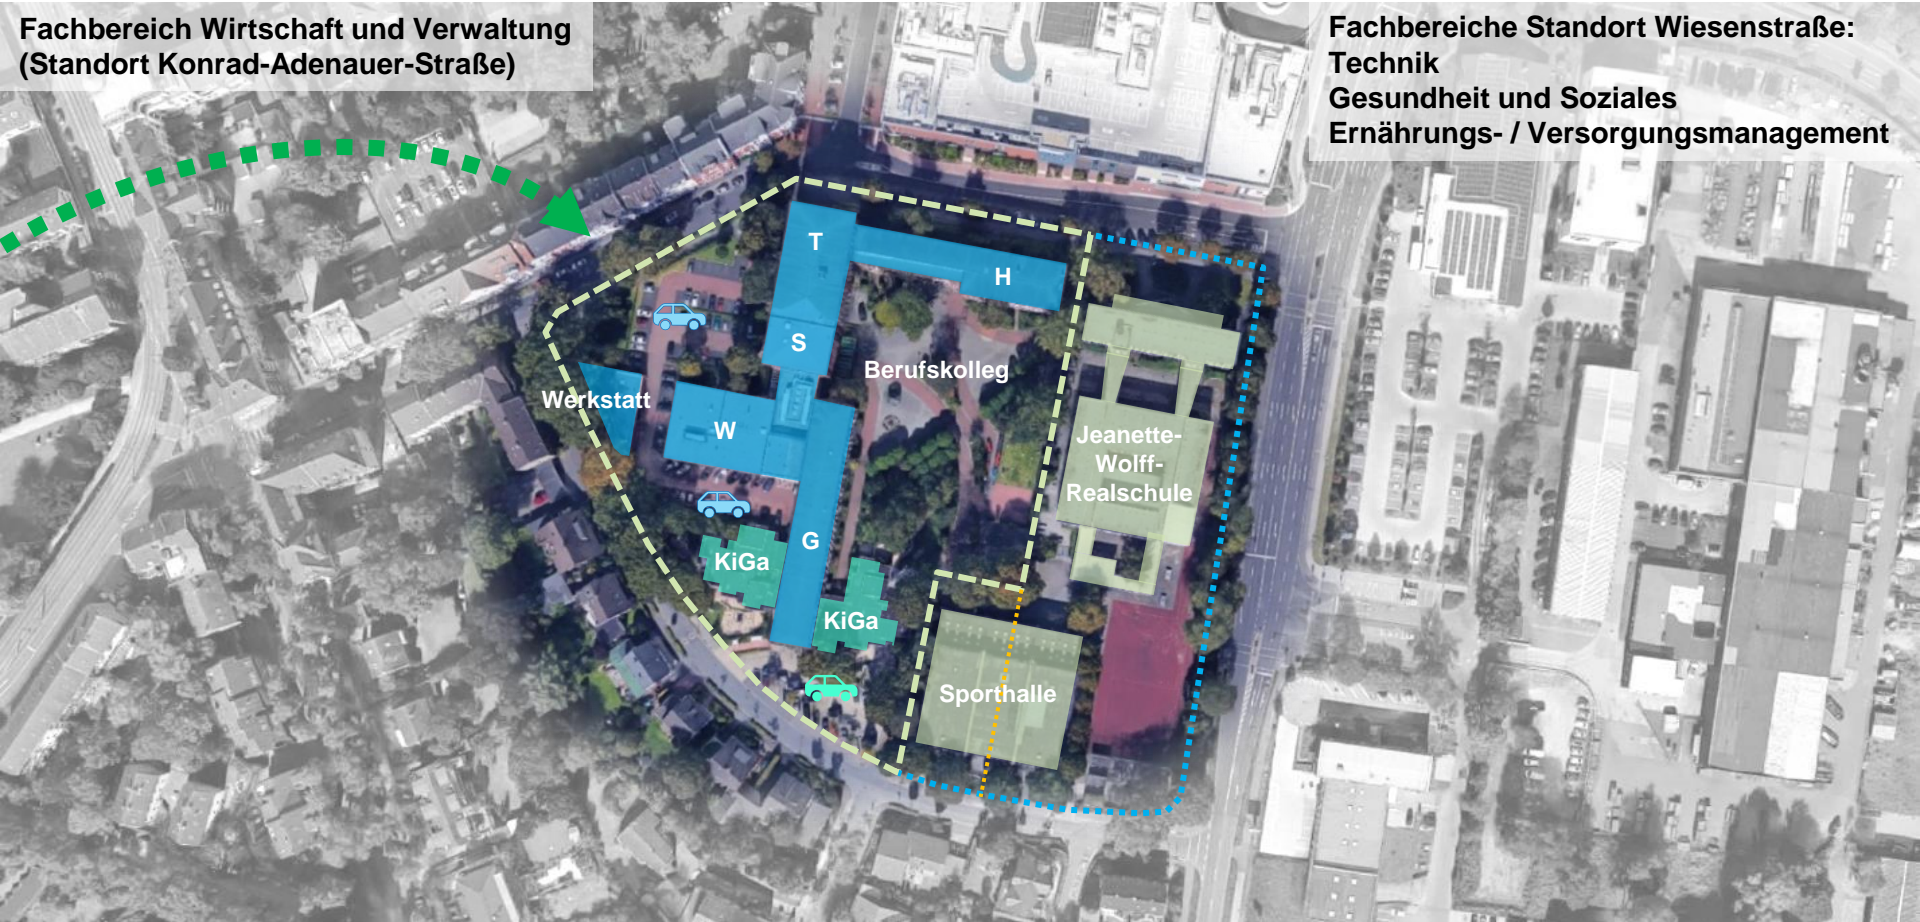 Fachbereich Wirtschaft und Verwaltung
(Standort Konrad-Adenauer-Straße)
Fachbereiche Standort Wiesenstraße:
Technik
Gesundheit und Soziales
Ernährungs- / Versorgungsmanagement
T
H
S
Berufskolleg
Werkstatt
W
Jeanette-
Wolff-
Realschule
G
KiGa
KiGa
Sporthalle